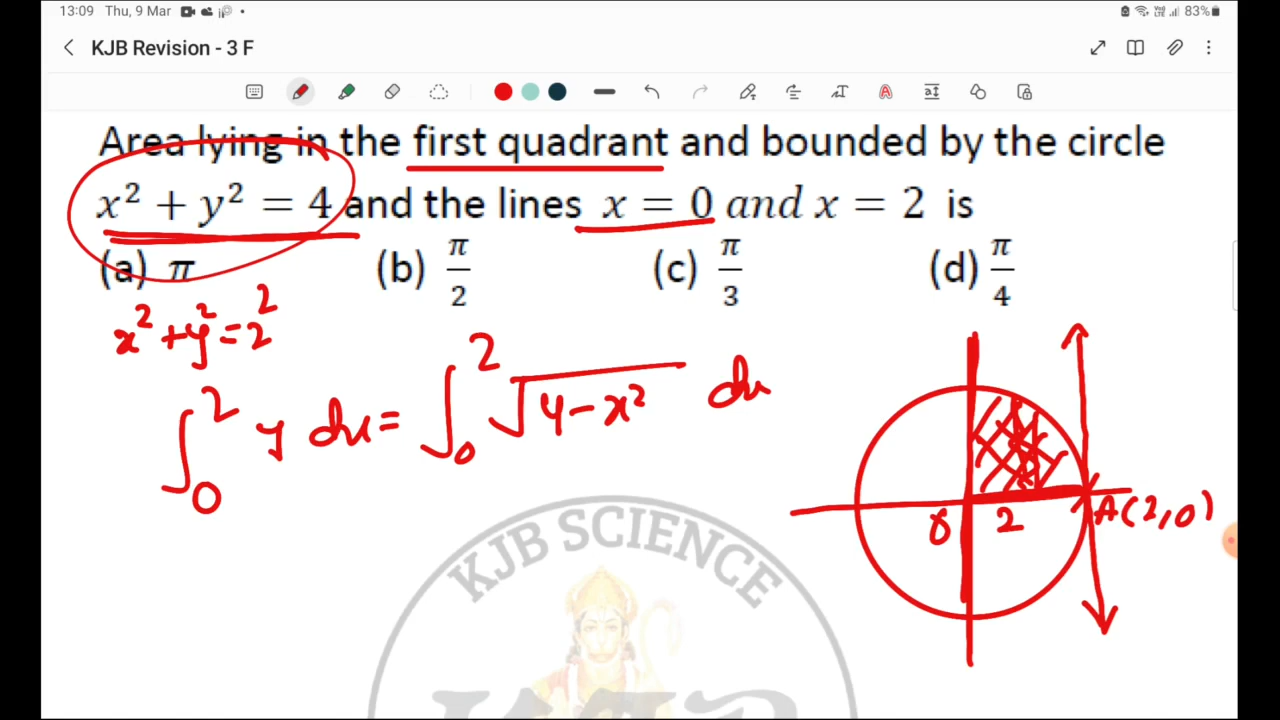 13:09 Thu, 9 Mar
83%
KJB Revision - 3 F
Area lying in the first quadrant and bounded by the circle
x² + y² = 4 and the lines x = 0 and x = 2 is
(a) π (b) π/2 (c) π/3 (d) π/4
x²+y²=2²
∫₀² y dx = ∫₀² √(4-x²) dx
O 2 A(2,0)
KJB SCIENCE